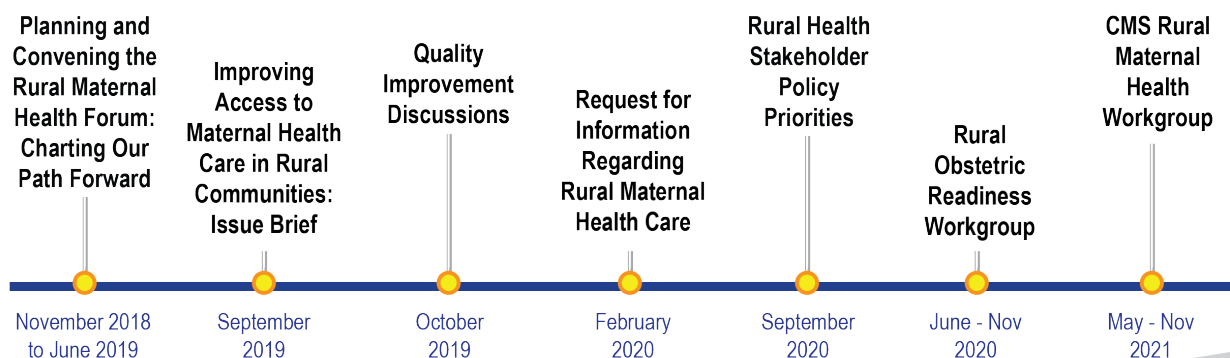 Planning and
Convening the
Rural Maternal
Health Forum:
Charting Our
Path Forward
Improving
Access to
Maternal Health
Care in Rural
Communities:
Issue Brief
Quality
Improvement
Discussions
Request for
Information
Regarding
Rural Maternal
Health Care
Rural Health
Stakeholder
Policy
Priorities
Rural
Obstetric
Readiness
Workgroup
CMS Rural
Maternal
Health
Workgroup
November 2018
to June 2019
September
2019
October
2019
February
2020
September
2020
June - Nov
2020
May - Nov
2021